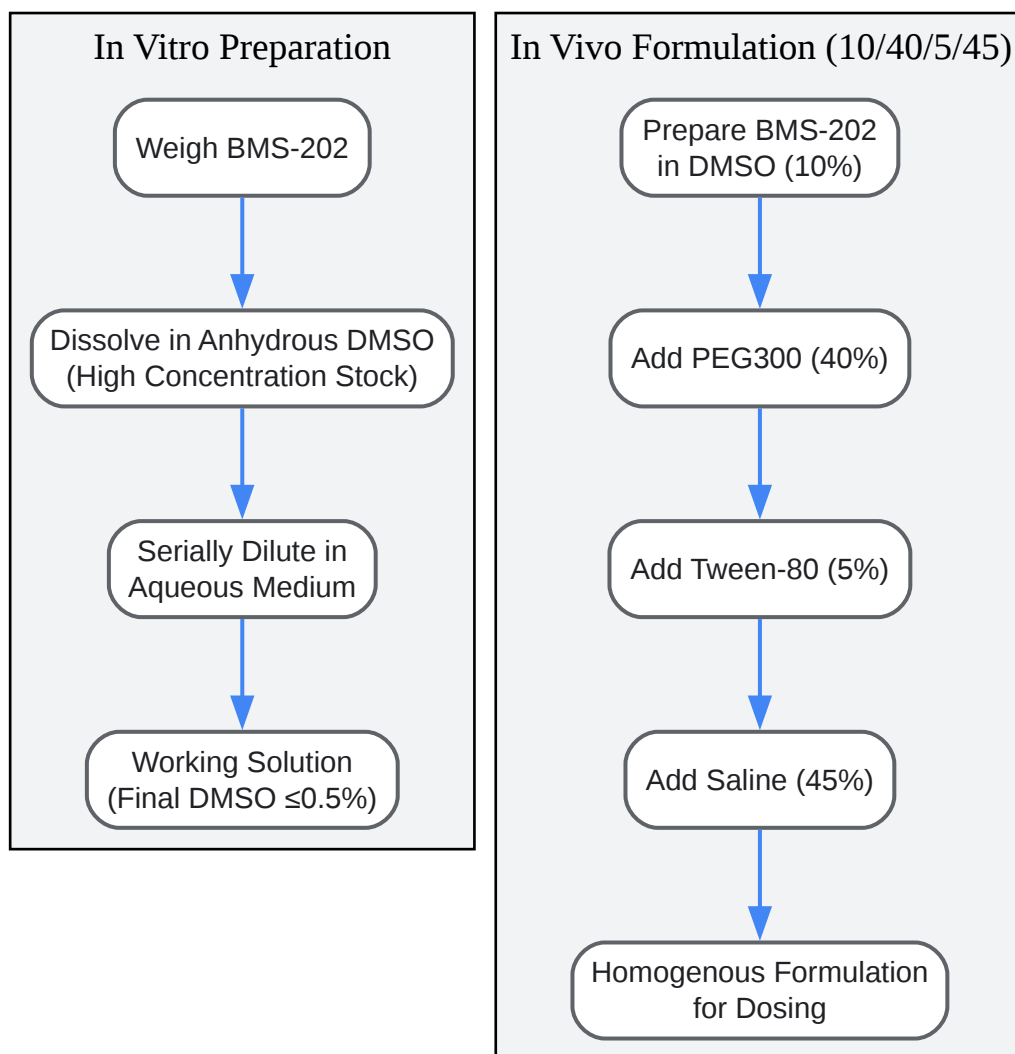 In Vitro Preparation
Weigh BMS-202
Dissolve in Anhydrous DMSO
(High Concentration Stock)
Serially Dilute in
Aqueous Medium
Working Solution
(Final DMSO ≤0.5%)
In Vivo Formulation (10/40/5/45)
Prepare BMS-202
in DMSO (10%)
Add PEG300 (40%)
Add Tween-80 (5%)
Add Saline (45%)
Homogenous Formulation
for Dosing